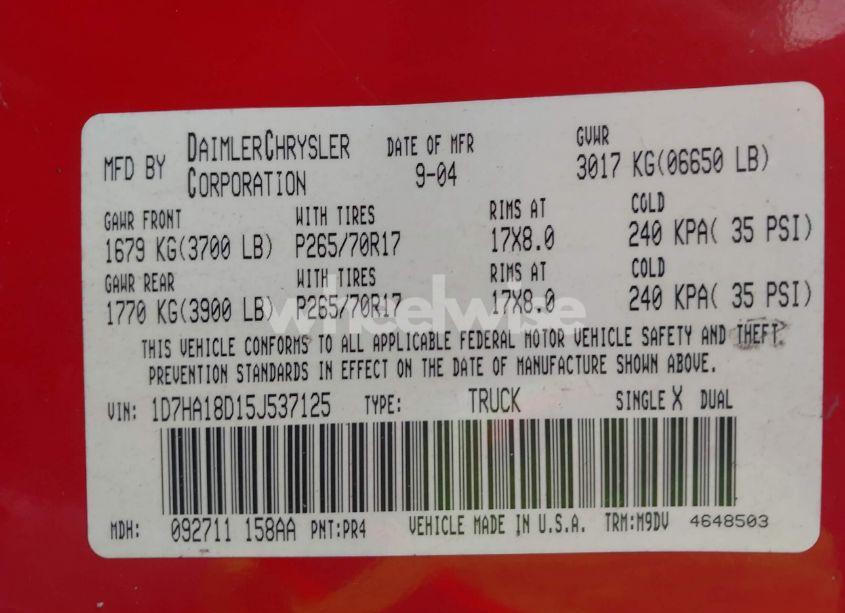 MFD BY DAIMLERCHRYSLER CORPORATION DATE OF MFR 9-04 GVWR 3017 KG(06650 LB)
GAWR FRONT WITH TIRES RIMS AT COLD
1679 KG(3700 LB) P265/70R17 17X8.0 240 KPA( 35 PSI)
GAWR REAR WITH TIRES RIMS AT COLD
1770 KG(3900 LB) P265/70R17 17X8.0 240 KPA( 35 PSI)
wheelwise
THIS VEHICLE CONFORMS TO ALL APPLICABLE FEDERAL MOTOR VEHICLE SAFETY AND THEFT
PREVENTION STANDARDS IN EFFECT ON THE DATE OF MANUFACTURE SHOWN ABOVE.
VIN: 1D7HA18D15J537125 TYPE: TRUCK SINGLE X DUAL
MDH: 092711 158AA PNT:PR4 VEHICLE MADE IN U.S.A. TRM:M9DV 4648503